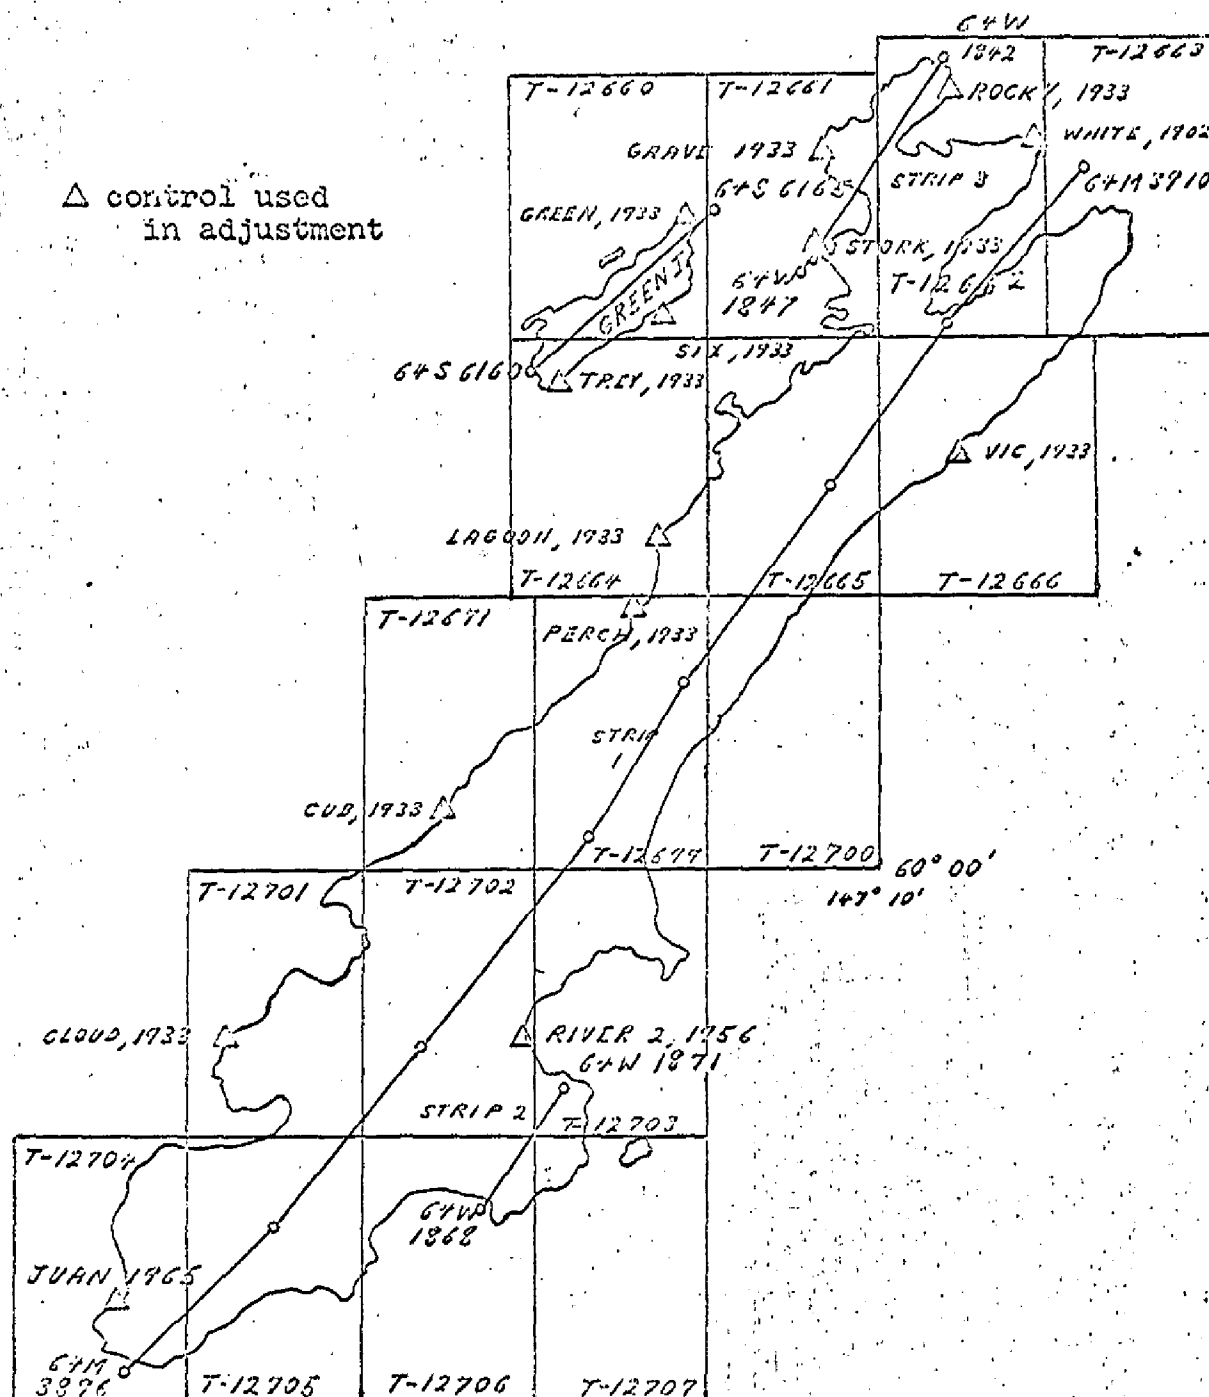 64W
1842
T-12663
T-12660
T-12661
ROCKY, 1933
WHITE, 1902
GRAVE 1933
STRIP 3
64M 3910
△ control used
in adjustment
64S 6163
GREEN, 1933
STORK, 1933
GREEN I
64W
1847
T-12662
SIX, 1933
64S 6160
TREY, 1933
VIC, 1933
LAGOON, 1933
T-12664
T-12665
T-12666
T-12671
PERCH, 1933
STRIP
1
CUB, 1933
T-12699
T-12700
60° 00'
147° 10'
T-12701
T-12702
CLOUD, 1933
RIVER 2, 1956
64W 1871
STRIP 2
T-12703
T-12704
64W
1868
JUAN 1965
64M
3876
T-12705
T-12706
T-12707